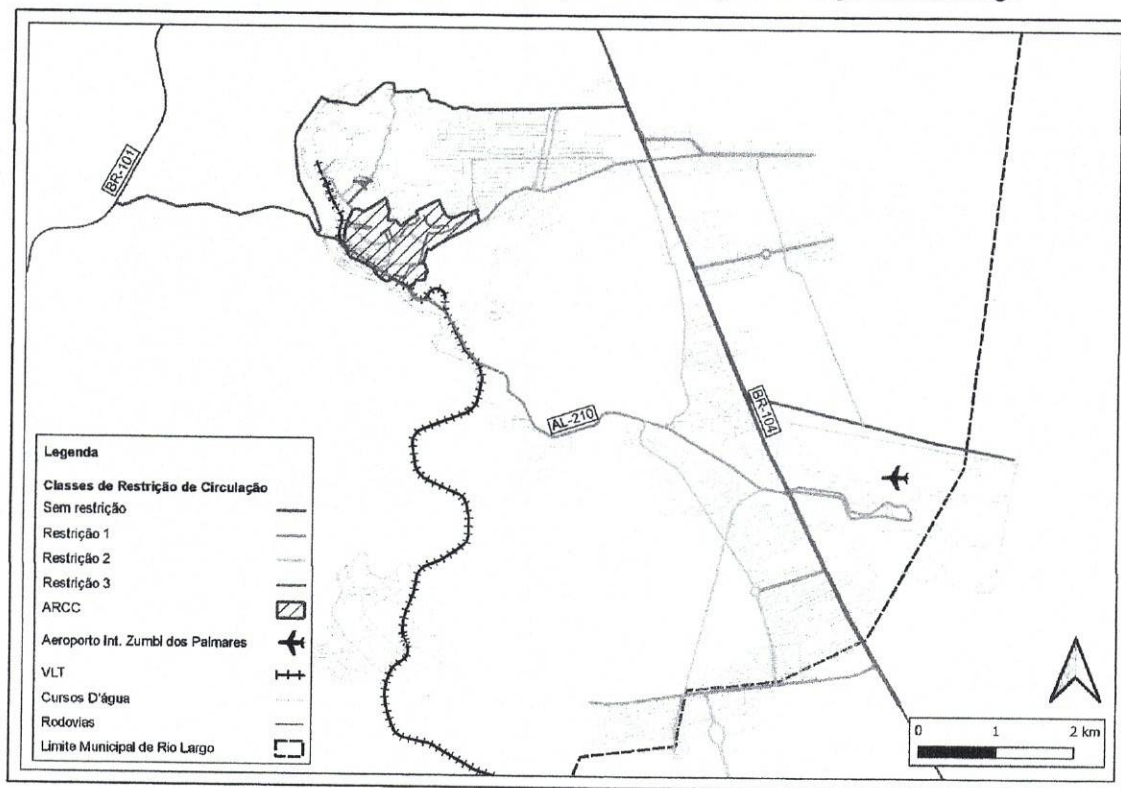 BR-101
AL-210
BR-104
Legenda
Classes de Restrição de Circulação
Sem restrição
Restrição 1
Restrição 2
Restrição 3
ARCC
Aeroporto Int. Zumbi dos Palmares
VLT
Cursos D'água
Rodovias
Limite Municipal de Rio Largo
0 1 2 km